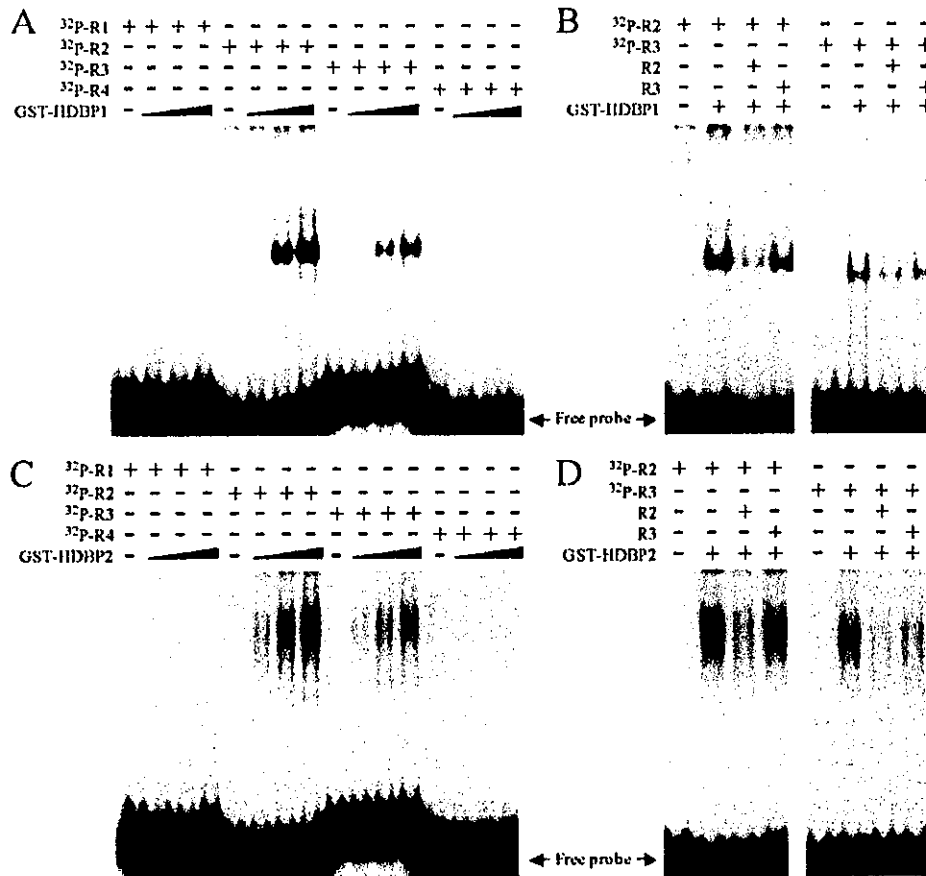 A
³²P-R1 + + + + - - - - - - - - - - - -
³²P-R2 - - - - + + + + - - - - - - - -
³²P-R3 - - - - - - - - + + + + - - - -
³²P-R4 - - - - - - - - - - - - + + + +
GST-HDBP1 - - - -
B
³²P-R2 + + + + - - - -
³²P-R3 - - - - + + + +
R2 - - + - - - + -
R3 - - - + - - - +
GST-HDBP1 - + + + - + + +
← Free probe →
C
³²P-R1 + + + + - - - - - - - - - - - -
³²P-R2 - - - - + + + + - - - - - - - -
³²P-R3 - - - - - - - - + + + + - - - -
³²P-R4 - - - - - - - - - - - - + + + +
GST-HDBP2 - - - -
D
³²P-R2 + + + + - - - -
³²P-R3 - - - - + + + +
R2 - - + - - - + -
R3 - - - + - - - +
GST-HDBP2 - + + + - + + +
← Free probe →